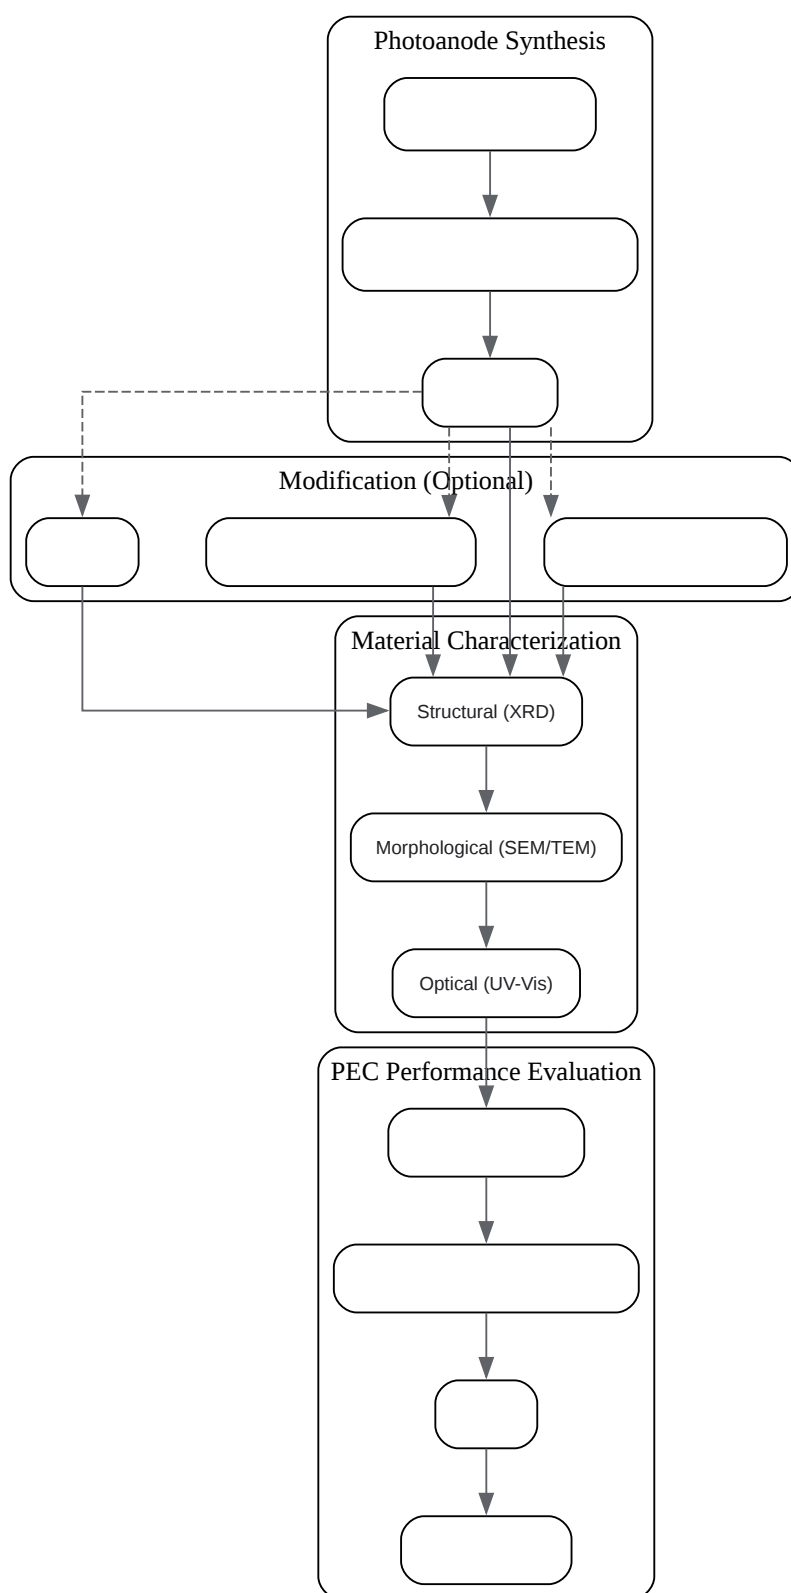 Photoanode Synthesis
Modification (Optional)
Material Characterization
Structural (XRD)
Morphological (SEM/TEM)
Optical (UV-Vis)
PEC Performance Evaluation